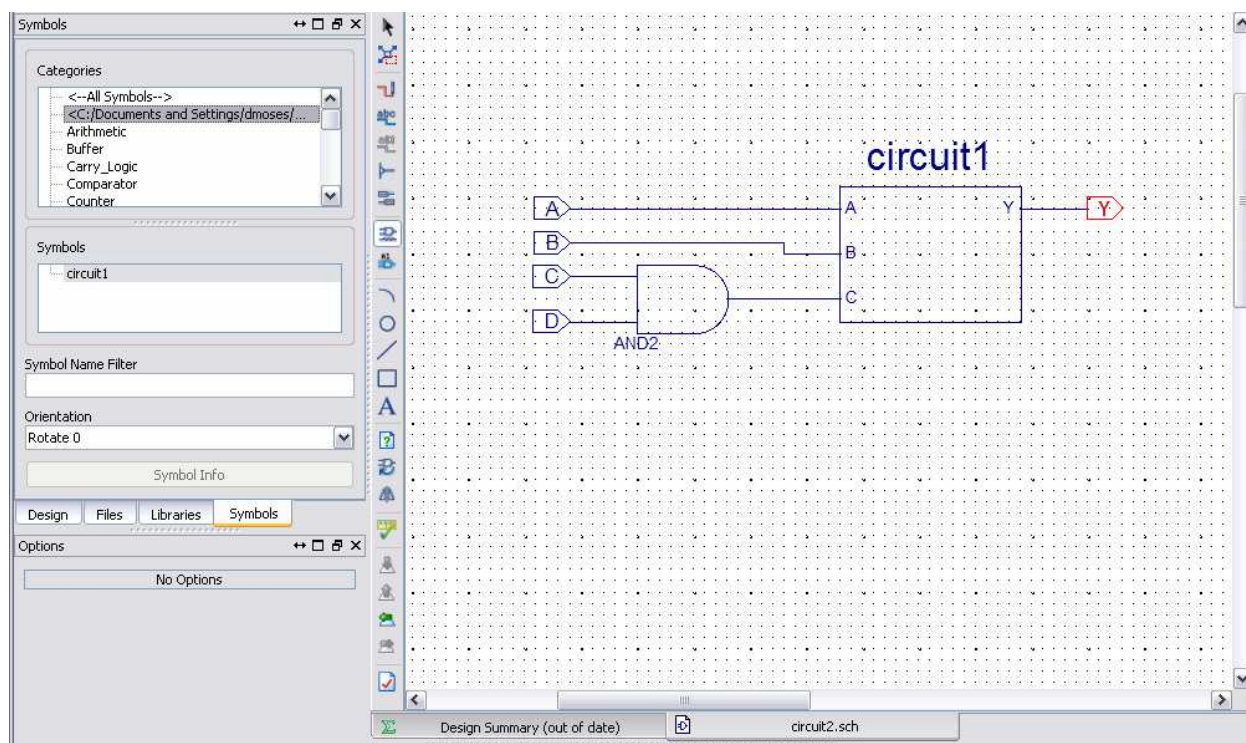 Symbols
Categories
<--All Symbols-->
<C:/Documents and Settings/dmoses/...
Arithmetic
Buffer
Carry_Logic
Comparator
Counter
Symbols
circuit1
Symbol Name Filter
Orientation
Rotate 0
Symbol Info
Design Files Libraries Symbols
Options
No Options
abc
A
circuit1
A A Y Y
B B
C C
D
AND2
Design Summary (out of date) circuit2.sch